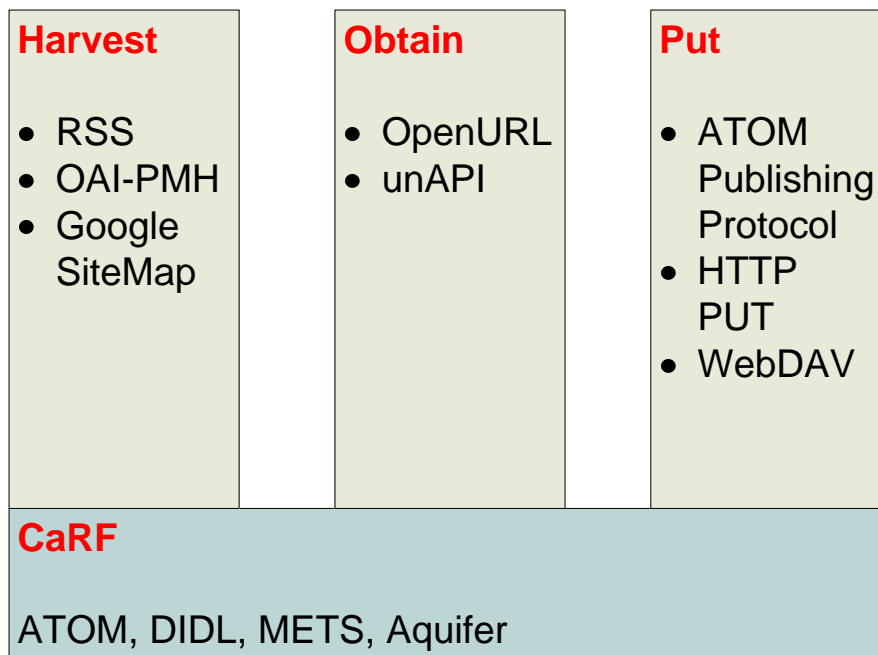 Harvest
• RSS
• OAI-PMH
• Google
SiteMap
Obtain
• OpenURL
• unAPI
Put
• ATOM
Publishing
Protocol
• HTTP
PUT
• WebDAV
CaRF
ATOM, DIDL, METS, Aquifer